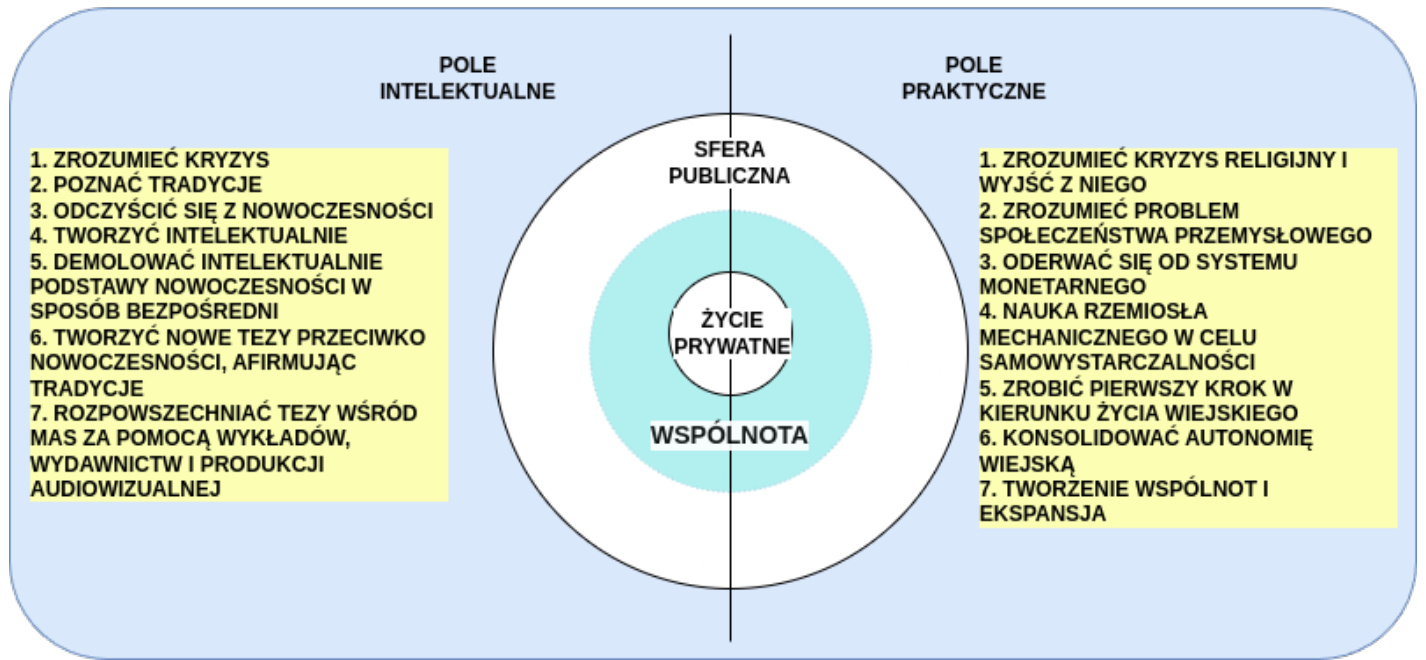 POLE
INTELEKTUALNE
POLE
PRAKTYCZNE
1. ZROZUMIEĆ KRYZYS
2. POZNAĆ TRADYCJE
3. ODCZYŚCIĆ SIĘ Z NOWOCZESNOŚCI
4. TWORZYĆ INTELEKTUALNIE
5. DEMOLOWAĆ INTELEKTUALNIE
PODSTAWY NOWOCZESNOŚCI W
SPOSÓB BEZPOŚREDNI
6. TWORZYĆ NOWE TEZY PRZECIWKO
NOWOCZESNOŚCI, AFIRMUJĄC
TRADYCJE
7. ROZPOWSZECHNIAĆ TEZY WŚRÓD
MAS ZA POMOCĄ WYKŁADÓW,
WYDAWNICTW I PRODUKCJI
AUDIOWIZUALNEJ
SFERA
PUBLICZNA
ŻYCIE
PRYWATNE
WSPÓLNOTA
1. ZROZUMIEĆ KRYZYS RELIGIJNY I
WYJŚĆ Z NIEGO
2. ZROZUMIEĆ PROBLEM
SPOŁECZEŃSTWA PRZEMYSŁOWEGO
3. ODERWAĆ SIĘ OD SYSTEMU
MONETARNEGO
4. NAUKA RZEMIOSŁA
MECHANICZNEGO W CELU
SAMOWYSTARCZALNOŚCI
5. ZROBIĆ PIERWSZY KROK W
KIERUNKU ŻYCIA WIEJSKIEGO
6. KONSOLIDOWAĆ AUTONOMIĘ
WIEJSKĄ
7. TWORZENIE WSPÓLNOT I
EKSPANSJA